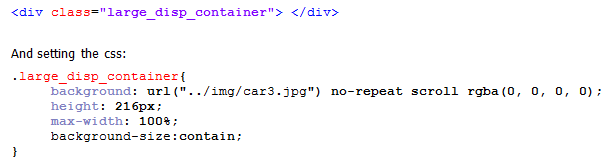 <div class="large_disp_container"> </div>
And setting the css:
.large_disp_container{
background: url("../img/car3.jpg") no-repeat scroll rgba(0, 0, 0, 0);
height: 216px;
max-width: 100%;
background-size:contain;
}